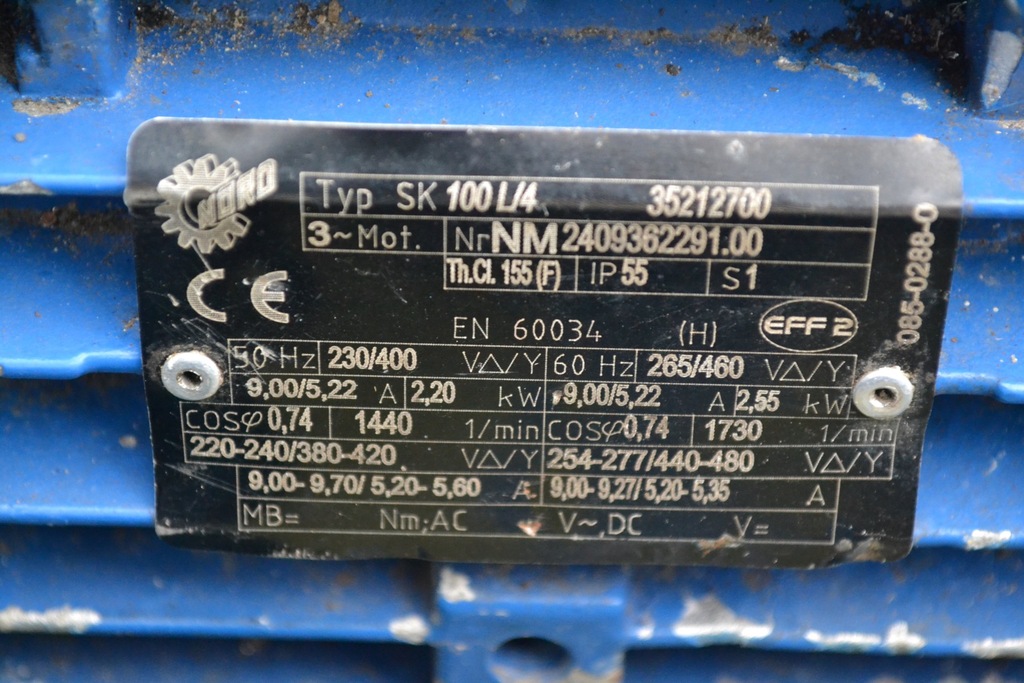 NORD
Typ SK 100 L/4 35212700
3~Mot. Nr NM 2409362291.00
Th.Cl. 155 (F) IP 55 S1
CE
EN 60034 (H) EFF 2
085-0288-0
50 Hz 230/400 V△/Y 60 Hz 265/460 V△/Y
9,00/5,22 A 2,20 kW 9,00/5,22 A 2,55 kW
COSφ 0,74 1440 1/min COSφ 0,74 1730 1/min
220-240/380-420 V△/Y 254-277/440-480 V△/Y
9,00- 9,70/ 5,20- 5,60 A 9,00- 9,27/ 5,20- 5,35 A
MB= Nm;AC V~,DC V=